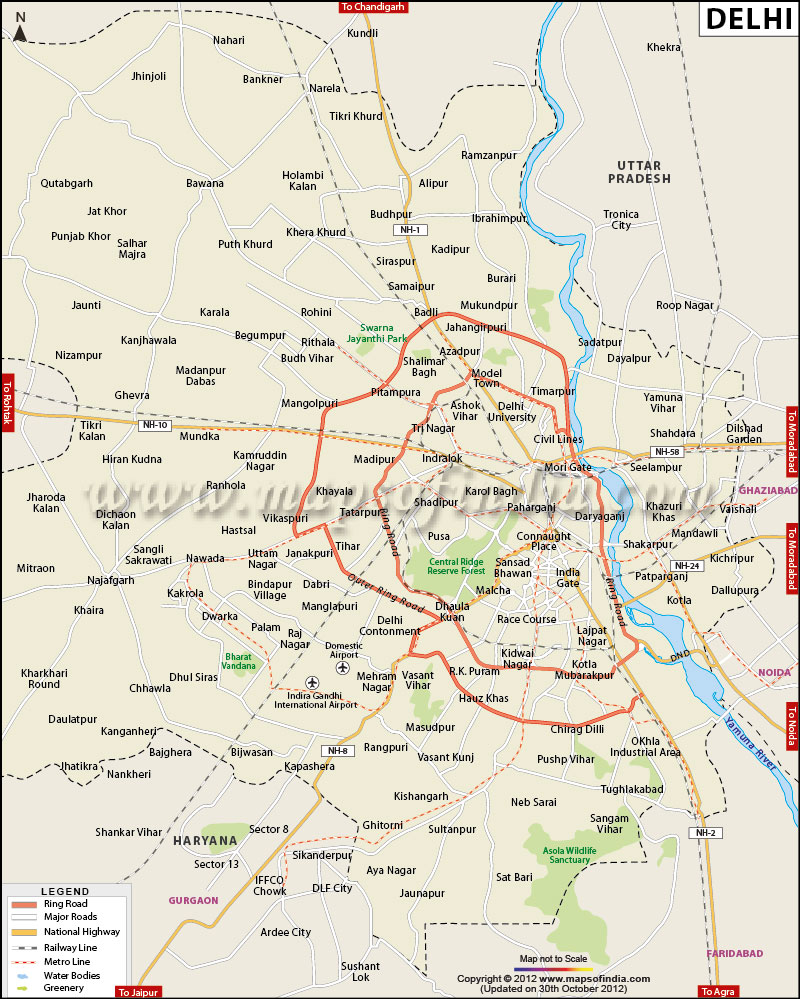 To Chandigarh
DELHI
N
Kundli
Nahari
Khekra
Jhinjoli
Bankner
Narela
Tikri Khurd
Ramzanpur
UTTAR
PRADESH
Qutabgarh
Bawana
Holambi
Kalan
Alipur
Jat Khor
Budhpur
Ibrahimpur
Tronica
City
Punjab Khor
Salhar
Majra
Puth Khurd
Khera Khurd
NH-1
Kadipur
Siraspur
Samaipur
Burari
Jaunti
Karala
Rohini
Badli
Mukundpur
Roop Nagar
Swarna
Jayanthi Park
Jahangirpuri
Kanjhawala
Begumpur
Rithala
Sadatpur
Nizampur
Budh Vihar
Shalimar
Bagh
Azadpur
Dayalpur
Madanpur
Dabas
Model
Town
To Rohtak
Ghevra
Mangolpuri
Pitampura
Timarpur
Yamuna
Vihar
Ashok
Vihar
Delhi
University
Tikri
Kalan
NH-10
Mundka
Trj Nagar
Civil Lines
Shahdara
Dilshad
Garden
To Moradabad
Hiran Kudna
Kamruddin
Nagar
Madipur
Indralok
Mori Gate
NH-58
Seelampur
www.mapsofindia.com
Jharoda
Kalan
Ranhola
Khayala
Karol Bagh
GHAZIABAD
Dichaon
Kalan
Vikaspuri
Tatarpur
Shadipur
Paharganj
Daryaganj
Khazuri
Khas
Vaishali
Hastsal
Ring Road
Pusa
Connaught
Place
Mandawli
Sangli
Sakrawati
Nawada
Uttam
Nagar
Janakpuri
Tihar
Shakarpur
To Moradabad
Mitraon
Central Ridge
Reserve Forest
Sansad
Bhawan
India
Gate
NH-24
Kichripur
Najafgarh
Bindapur
Village
Dabri
Outer Ring Road
Malcha
Patparganj
Dallupura
Kakrola
Manglapuri
Dhaula
Kuan
Ring Road
Kotla
Khaira
Dwarka
Palam
Raj
Nagar
Delhi
Contonment
Race Course
Lajpat
Nagar
Domestic
Airport
Bharat
Vandana
Kidwai
Nagar
DND
Kharkhari
Round
Dhul Siras
Mehram
Nagar
Vasant
Vihar
R.K. Puram
Kotla
Mubarakpur
NOIDA
Chhawla
Indira Gandhi
International Airport
Hauz Khas
Daulatpur
Kanganheri
Masudpur
Chirag Dilli
Yamuna River
To Noida
Bajghera
Bijwasan
NH-8
Rangpuri
Vasant Kunj
Pushp Vihar
OKhla
Industrial Area
Jhatikra
Nankheri
Kapashera
Kishangarh
Neb Sarai
Tughlakabad
Shankar Vihar
HARYANA
Sector 8
Ghitorni
Sultanpur
Sangam
Vihar
NH-2
Sector 13
Sikanderpur
Asola Wildlife
Sanctuary
IFFCO
Chowk
Aya Nagar
Sat Bari
GURGAON
DLF City
Jaunapur
LEGEND
Ring Road
Major Roads
National Highway
Railway Line
Metro Line
Water Bodies
Greenery
Ardee City
Sushant
Lok
FARIDABAD
Map not to Scale
Copyright © 2012 www.mapsofindia.com
(Updated on 30th October 2012)
To Jaipur
To Agra